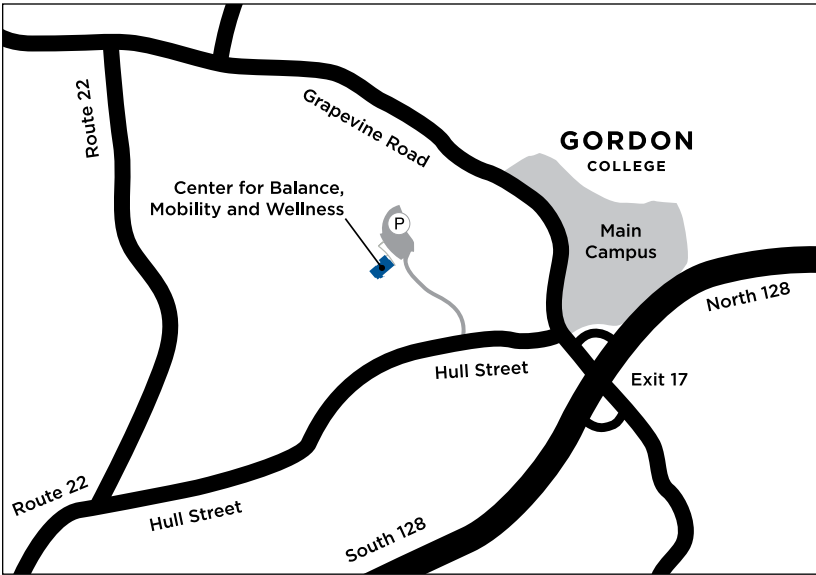 Route 22
Grapevine Road
GORDON
COLLEGE
Center for Balance,
Mobility and Wellness
P
Main
Campus
North 128
Hull Street
Exit 17
Route 22
Hull Street
South 128